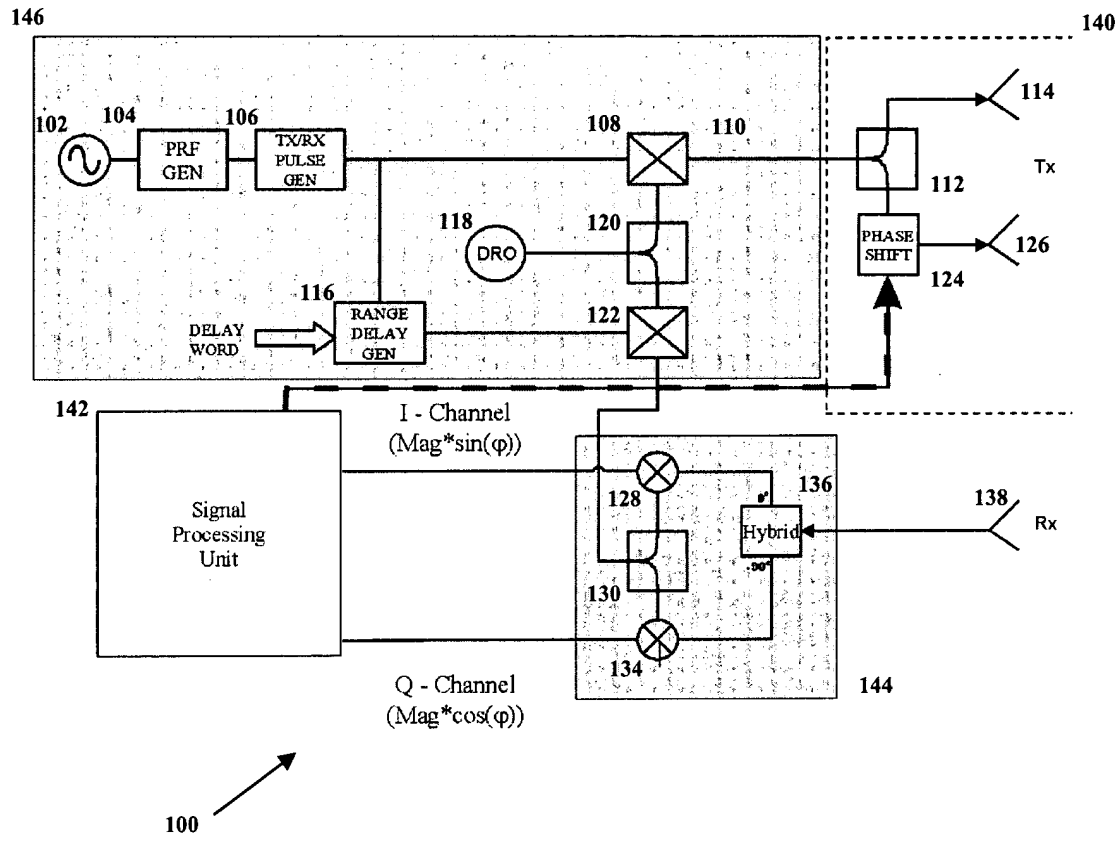 146
140
102
104
PRF
GEN
106
TX/RX
PULSE
GEN
108
110
114
112
Tx
118
DRO
120
PHASE
SHIFT
126
124
116
DELAY
WORD
RANGE
DELAY
GEN
122
142
I - Channel
(Mag*sin(φ))
Signal
Processing
Unit
128
0°
136
Hybrid
-90°
138
Rx
130
134
144
Q - Channel
(Mag*cos(φ))
100